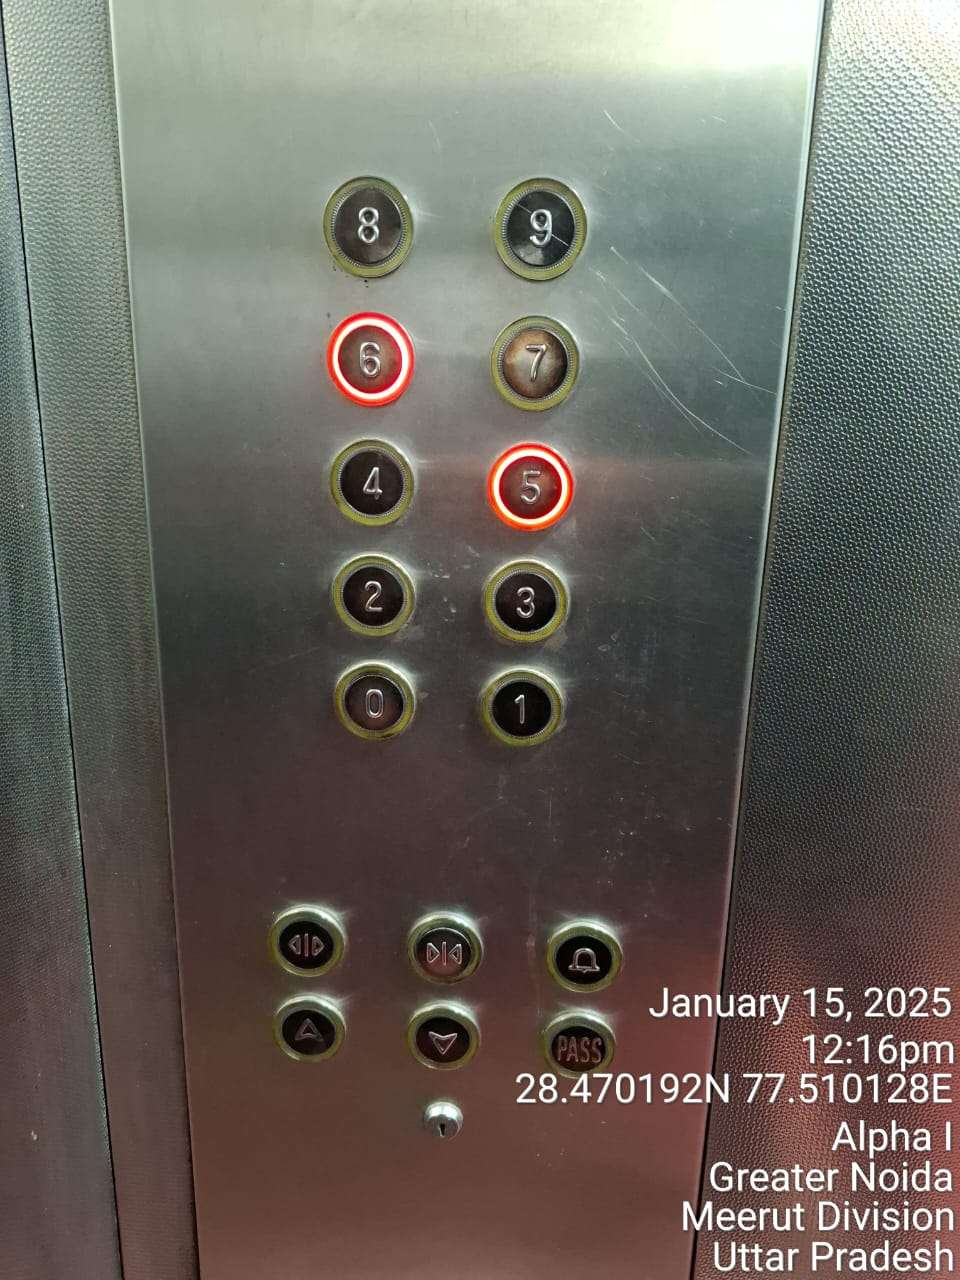 8 9
6 7
4 5
2 3
0 1
PASS
January 15, 2025
12:16pm
28.470192N 77.510128E
Alpha I
Greater Noida
Meerut Division
Uttar Pradesh